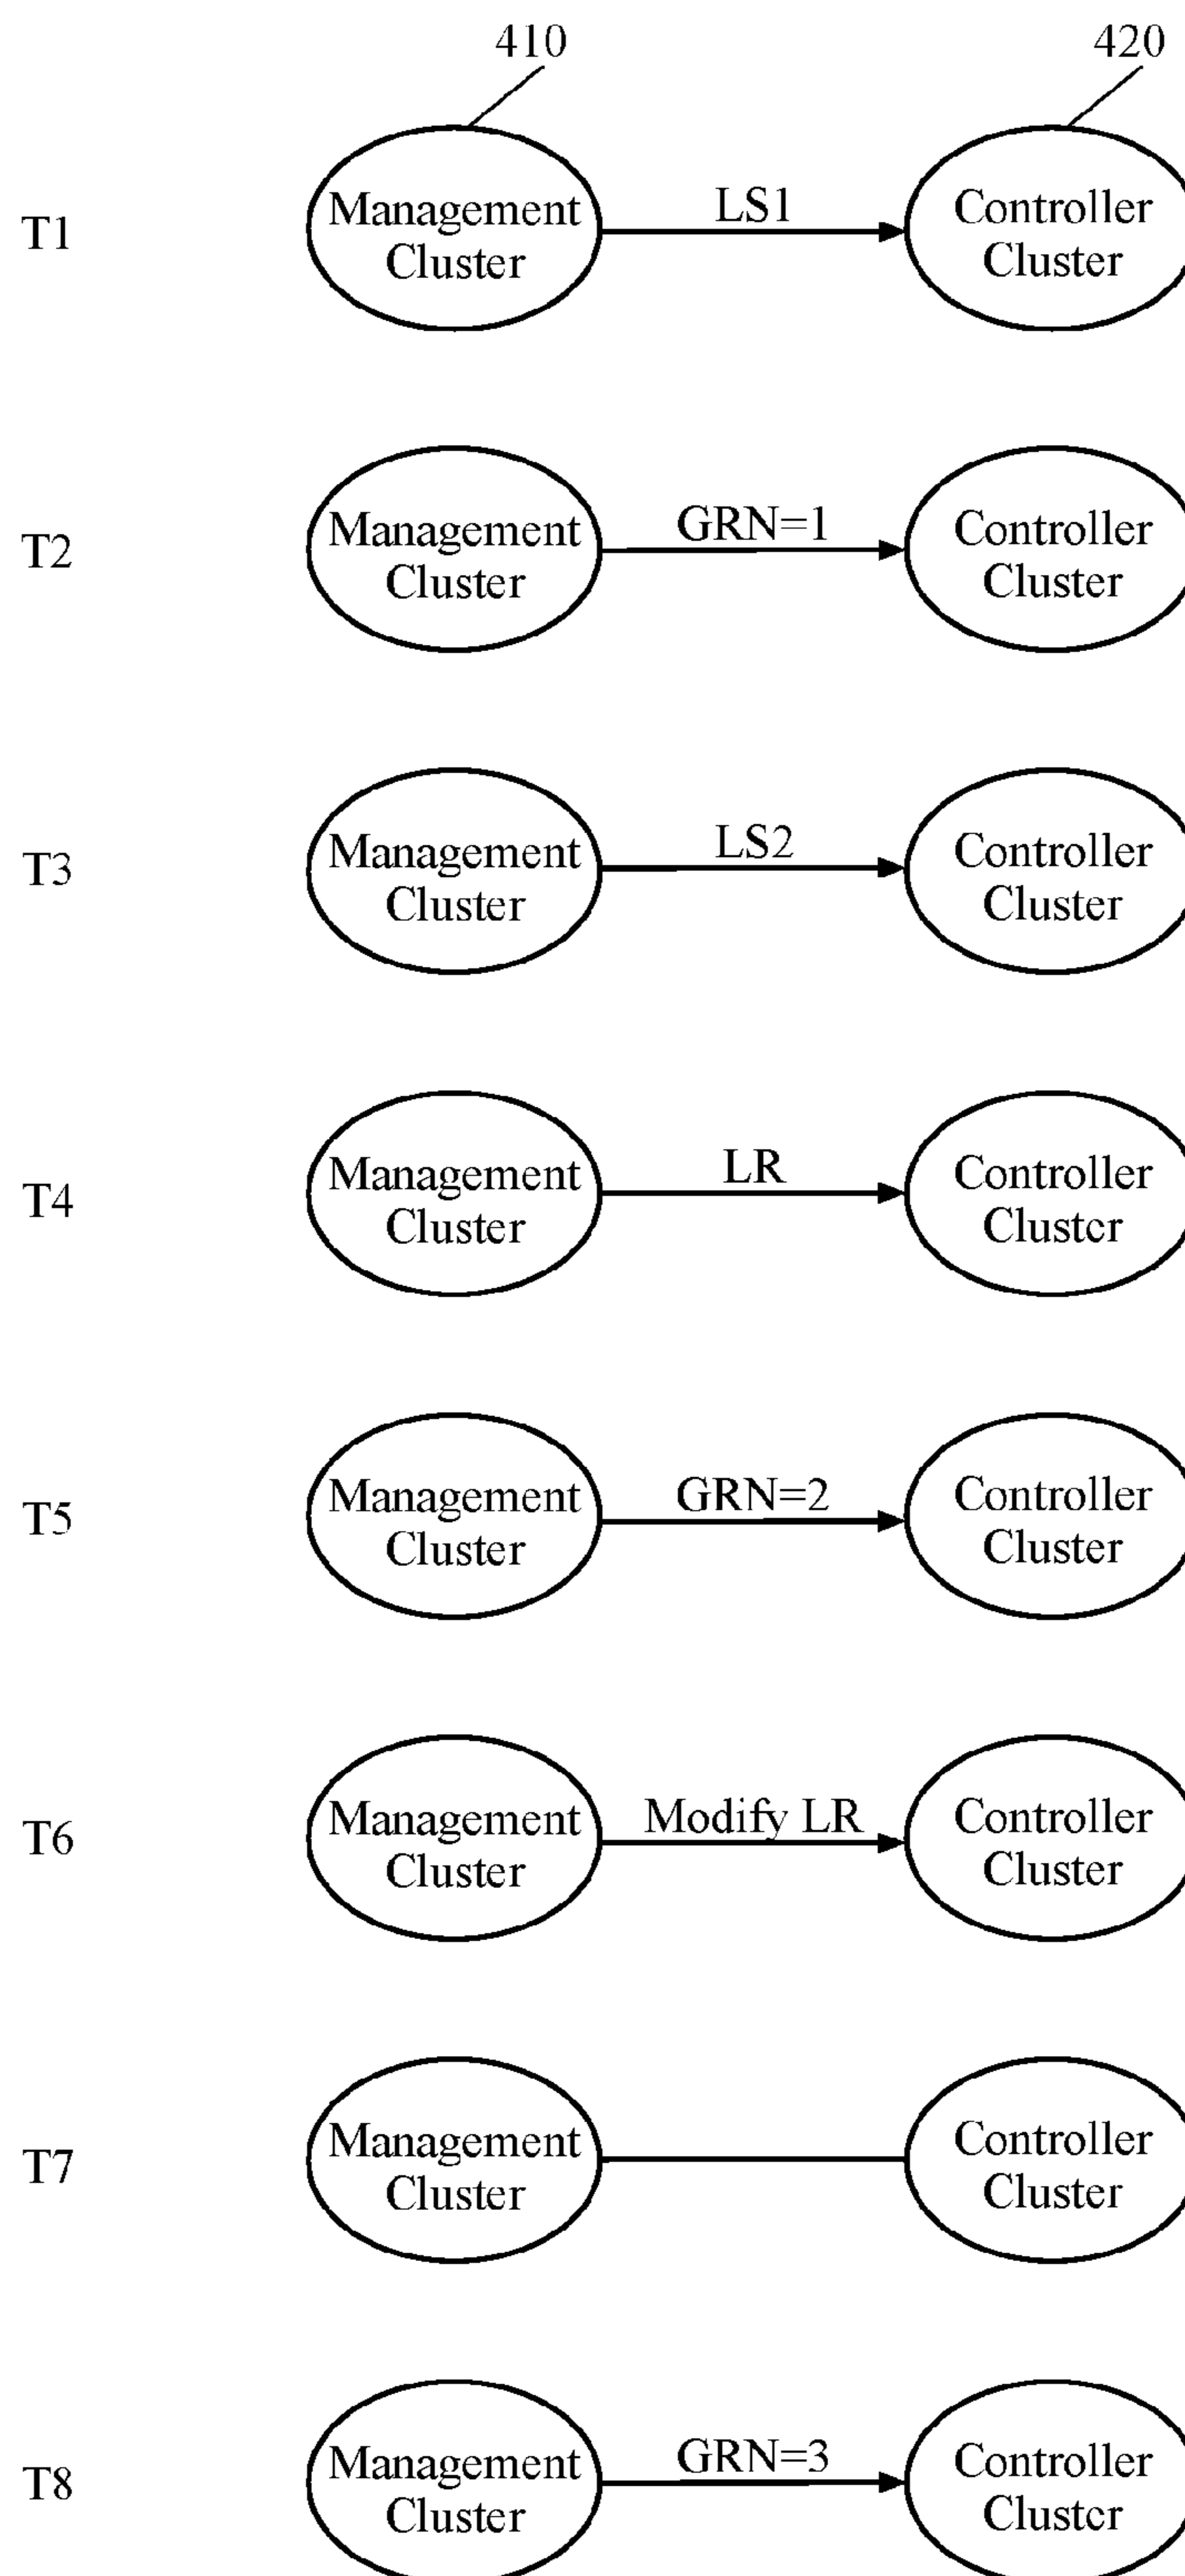 410 420
T1 Management Cluster LS1 Controller Cluster
T2 Management Cluster GRN=1 Controller Cluster
T3 Management Cluster LS2 Controller Cluster
T4 Management Cluster LR Controller Cluster
T5 Management Cluster GRN=2 Controller Cluster
T6 Management Cluster Modify LR Controller Cluster
T7 Management Cluster Controller Cluster
T8 Management Cluster GRN=3 Controller Cluster